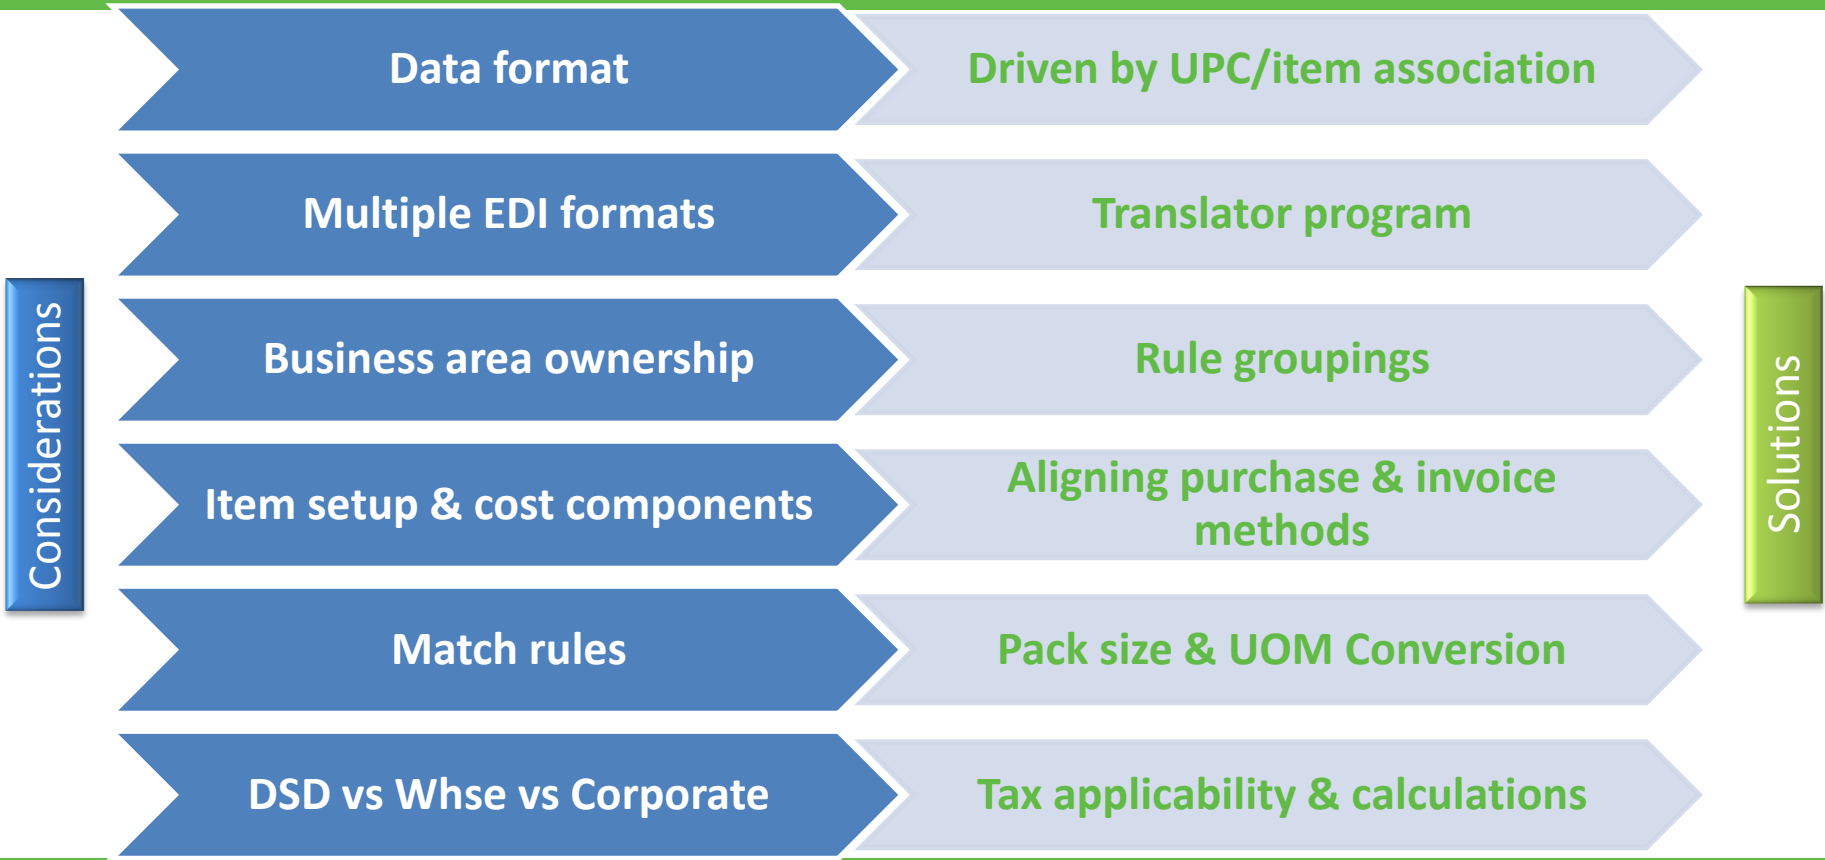 Considerations
Data format
Driven by UPC/item association
Multiple EDI formats
Translator program
Business area ownership
Rule groupings
Item setup & cost components
Aligning purchase & invoice
methods
Match rules
Pack size & UOM Conversion
DSD vs Whse vs Corporate
Tax applicability & calculations
Solutions